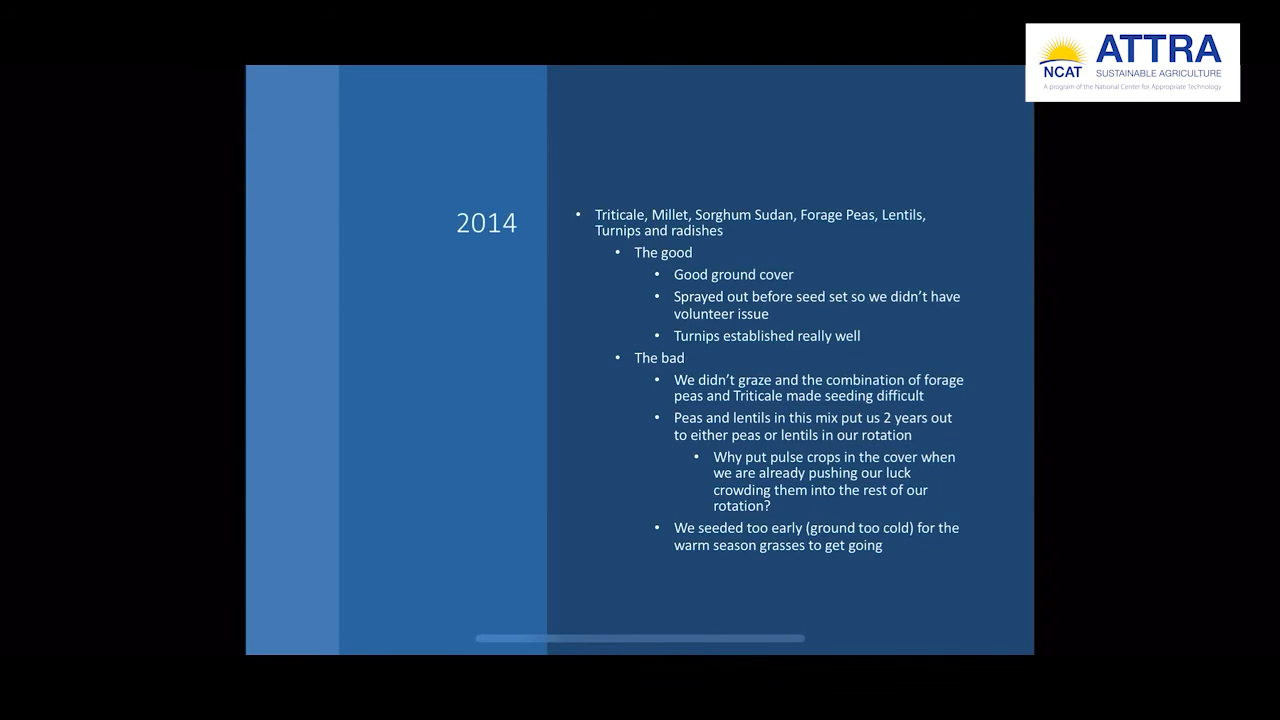 ATTRA
NCAT
SUSTAINABLE AGRICULTURE
A program of the National Center for Appropriate Technology
2014
• Triticale, Millet, Sorghum Sudan, Forage Peas, Lentils,
Turnips and radishes
• The good
• Good ground cover
• Sprayed out before seed set so we didn’t have
volunteer issue
• Turnips established really well
• The bad
• We didn’t graze and the combination of forage
peas and Triticale made seeding difficult
• Peas and lentils in this mix put us 2 years out
to either peas or lentils in our rotation
• Why put pulse crops in the cover when
we are already pushing our luck
crowding them into the rest of our
rotation?
• We seeded too early (ground too cold) for the
warm season grasses to get going